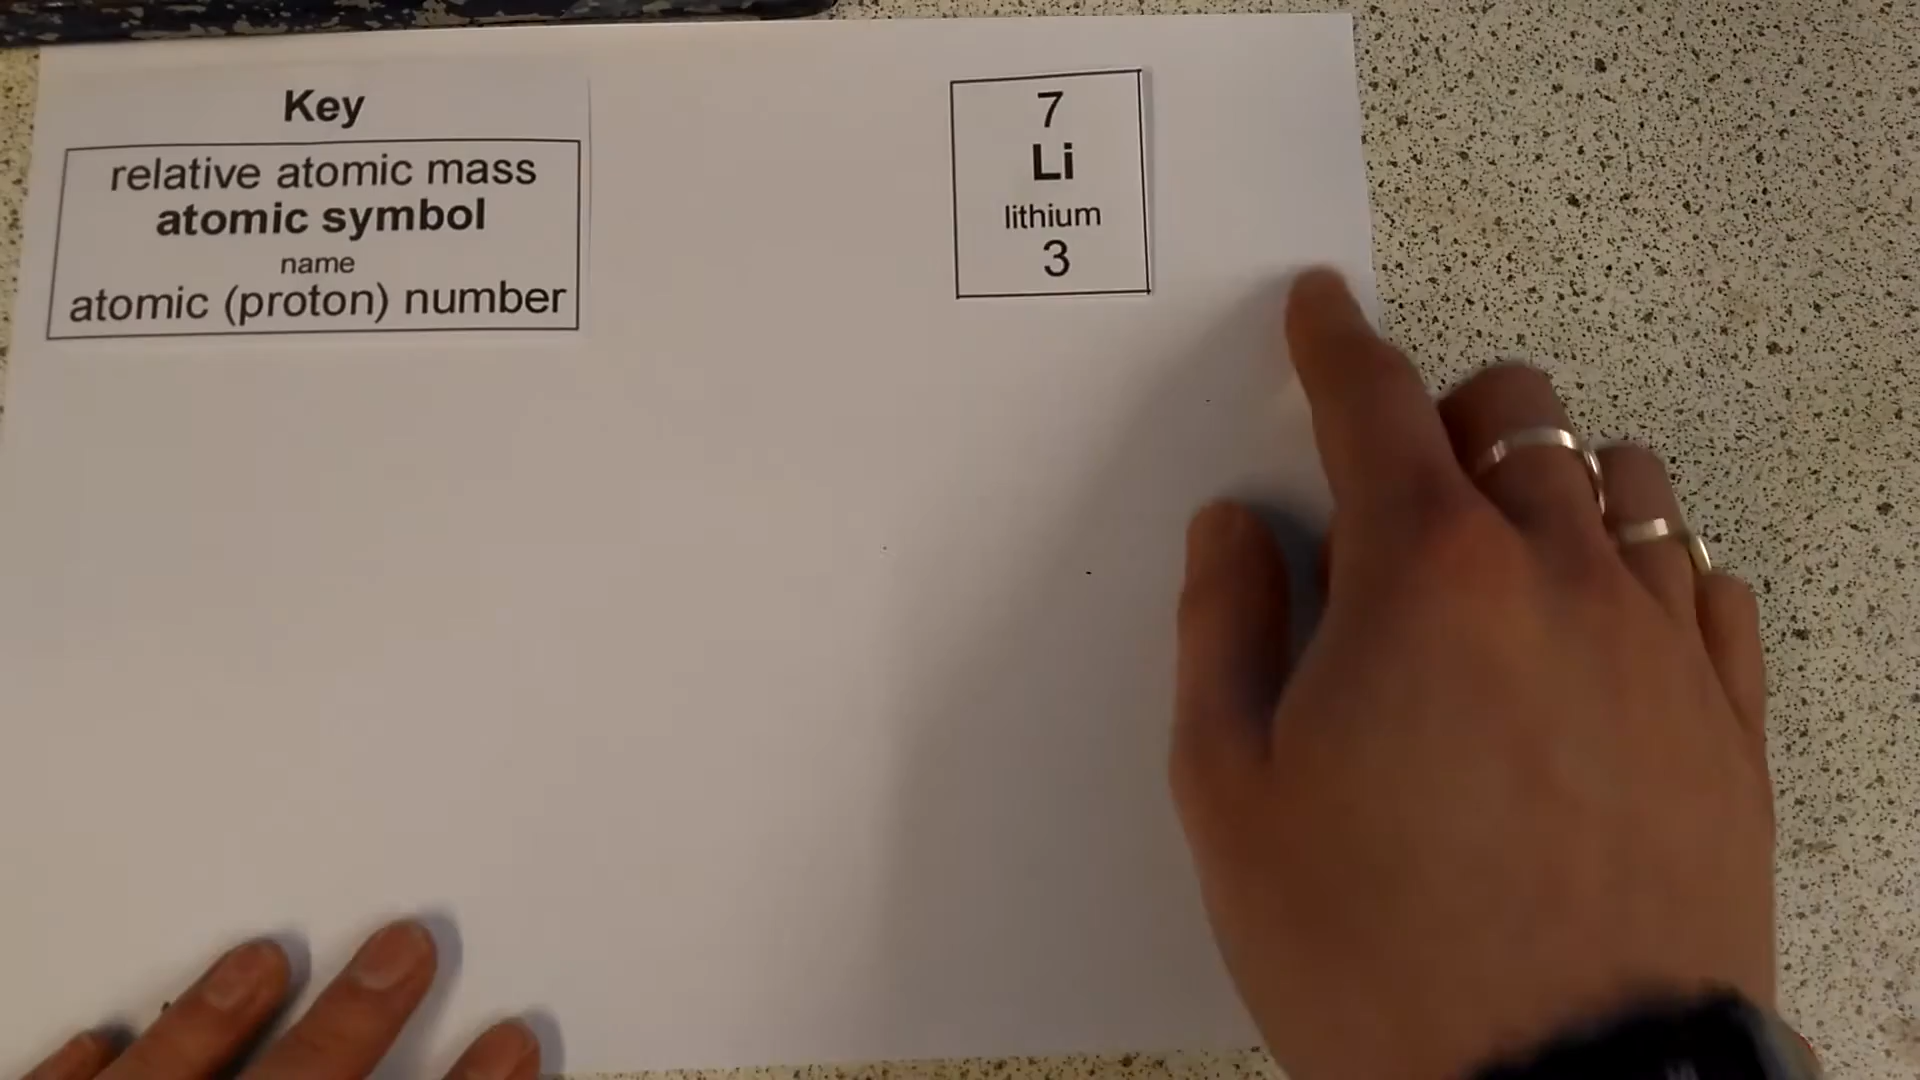 Key
relative atomic mass
atomic symbol
name
atomic (proton) number
7
Li
lithium
3